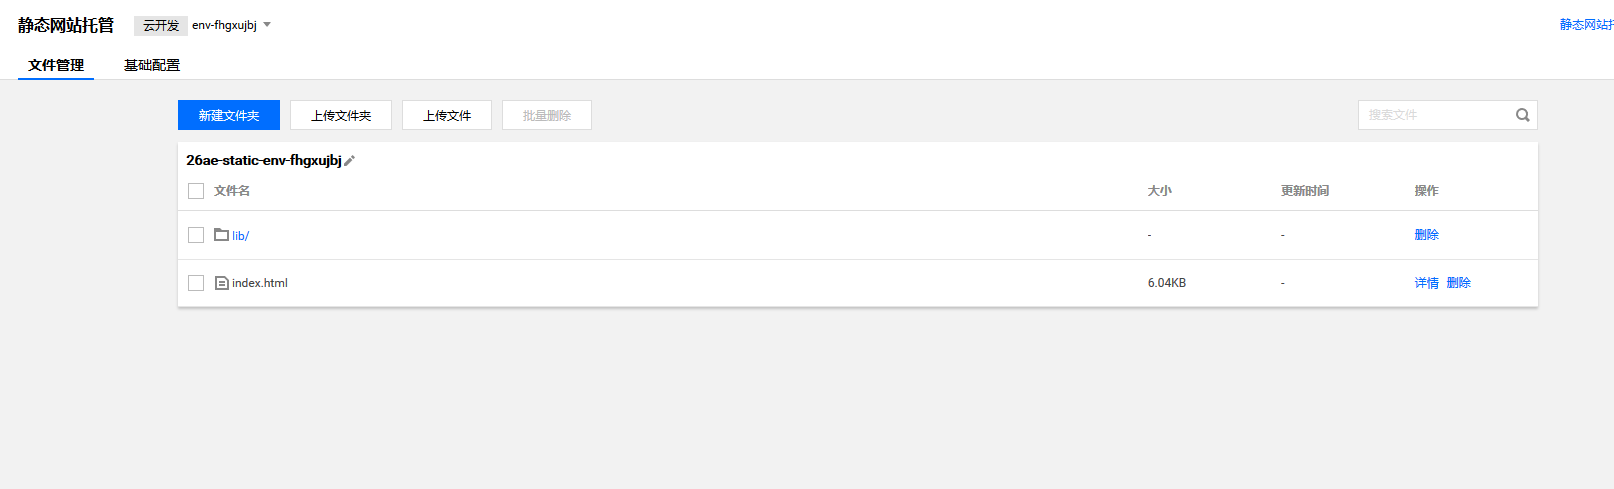 静态网站托管 云开发 env-fhgxujbj 静态网站托
文件管理 基础配置
新建文件夹 上传文件夹 上传文件 批量删除 搜索文件
26ae-static-env-fhgxujbj
文件名 大小 更新时间 操作
lib/ - - 删除
index.html 6.04KB - 详情 删除